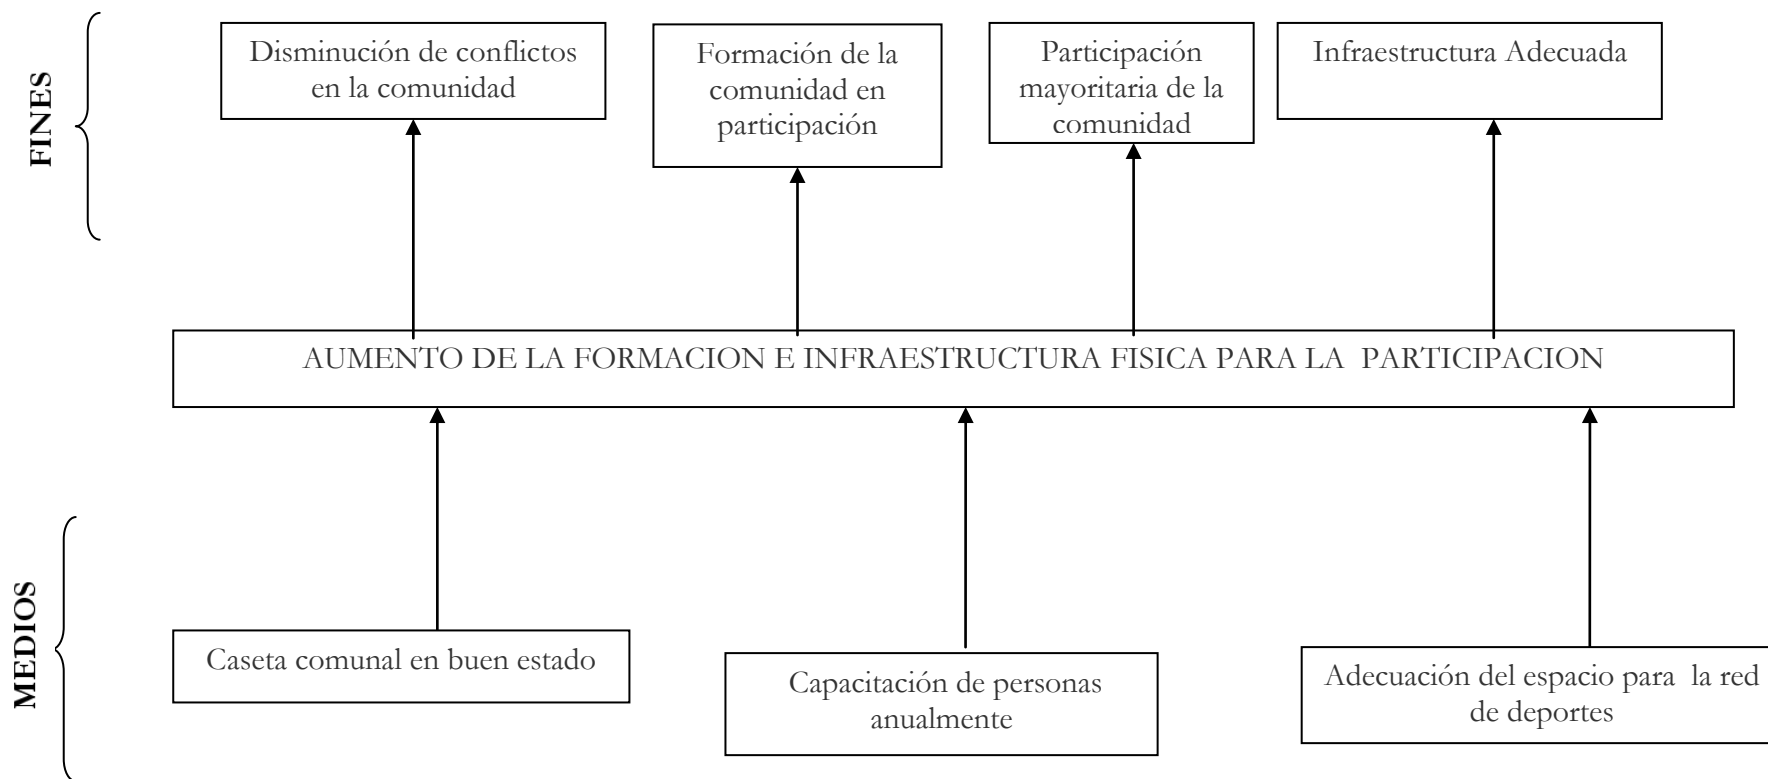 FINES
Disminución de conflictos
en la comunidad
Formación de la
comunidad en
participación
Participación
mayoritaria de la
comunidad
Infraestructura Adecuada
AUMENTO DE LA FORMACION E INFRAESTRUCTURA FISICA PARA LA PARTICIPACION
MEDIOS
Caseta comunal en buen estado
Capacitación de personas
anualmente
Adecuación del espacio para la red
de deportes